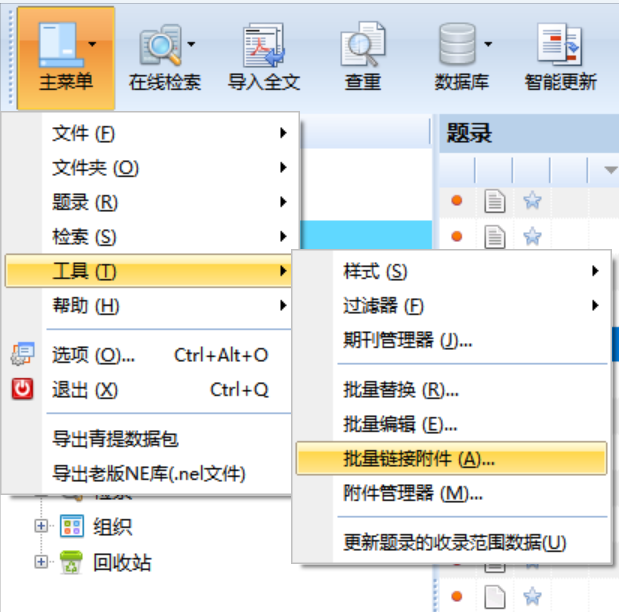 主菜单
在线检索
导入全文
查重
数据库
智能更新
文件 (F)
文件夹 (O)
题录 (R)
检索 (S)
工具 (T)
帮助 (H)
选项 (O)... Ctrl+Alt+O
退出 (X) Ctrl+Q
导出青提数据包
导出老版NE库(.nel文件)
组织
回收站
题录
样式 (S)
过滤器 (F)
期刊管理器 (J)...
批量替换 (R)...
批量编辑 (E)...
批量链接附件 (A)...
附件管理器 (M)...
更新题录的收录范围数据(U)